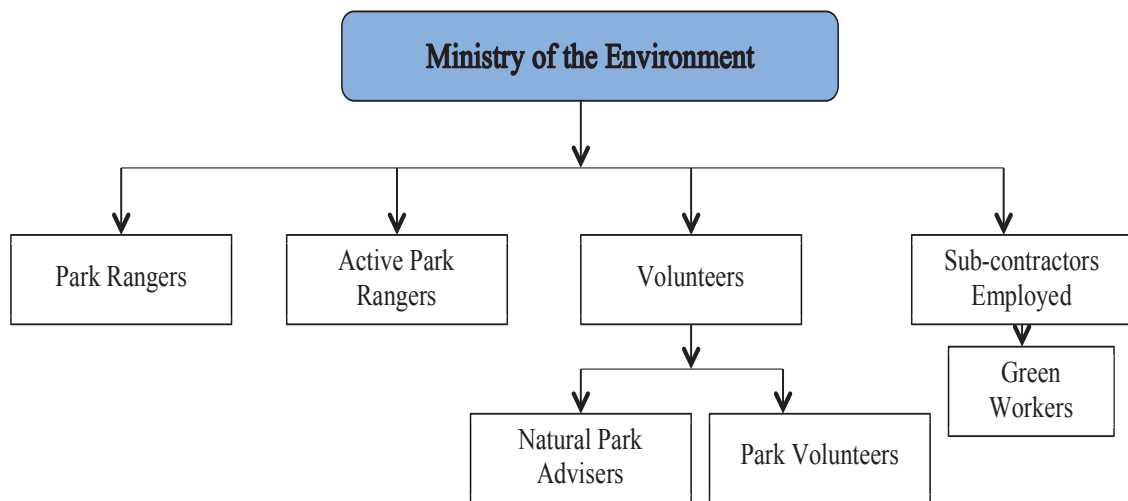 Ministry of the Environment
Park Rangers
Active Park
Rangers
Volunteers
Sub-contractors
Employed
Green
Workers
Natural Park
Advisers
Park Volunteers